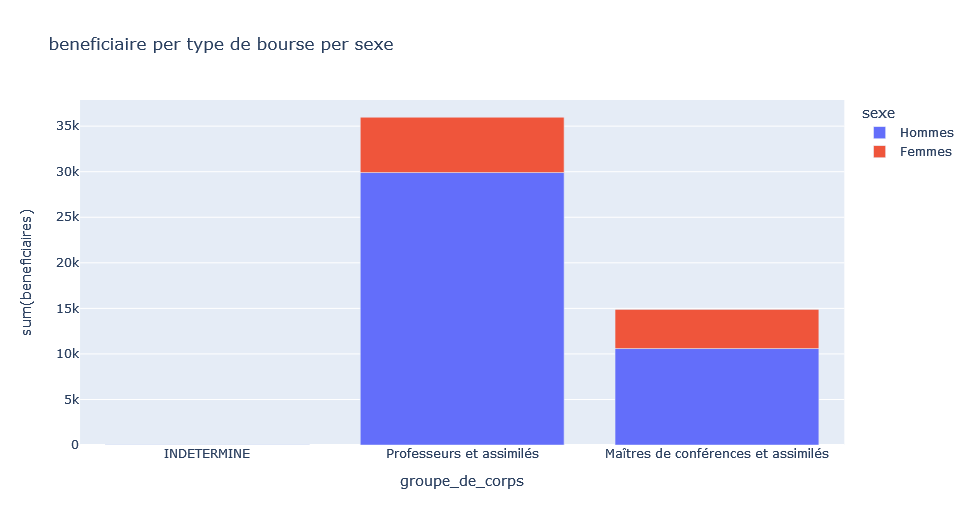 beneficiaire per type de bourse per sexe
sexe
Hommes
Femmes
35k
30k
25k
20k
15k
10k
5k
0
sum(beneficiaires)
INDETERMINE
Professeurs et assimilés
Maîtres de conférences et assimilés
groupe_de_corps